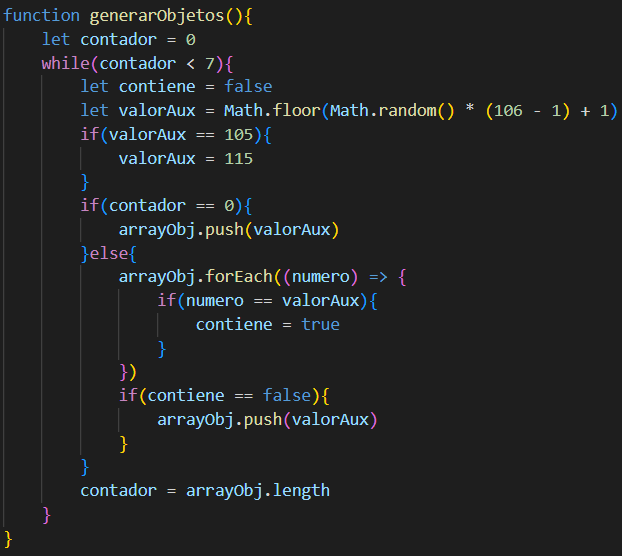 function generarObjetos(){
    let contador = 0
    while(contador < 7){
        let contiene = false
        let valorAux = Math.floor(Math.random() * (106 - 1) + 1)
        if(valorAux == 105){
            valorAux = 115
        }
        if(contador == 0){
            arrayObj.push(valorAux)
        }else{
            arrayObj.forEach((numero) => {
                if(numero == valorAux){
                    contiene = true
                }
            })
            if(contiene == false){
                arrayObj.push(valorAux)
            }
        }
        contador = arrayObj.length
    }
}